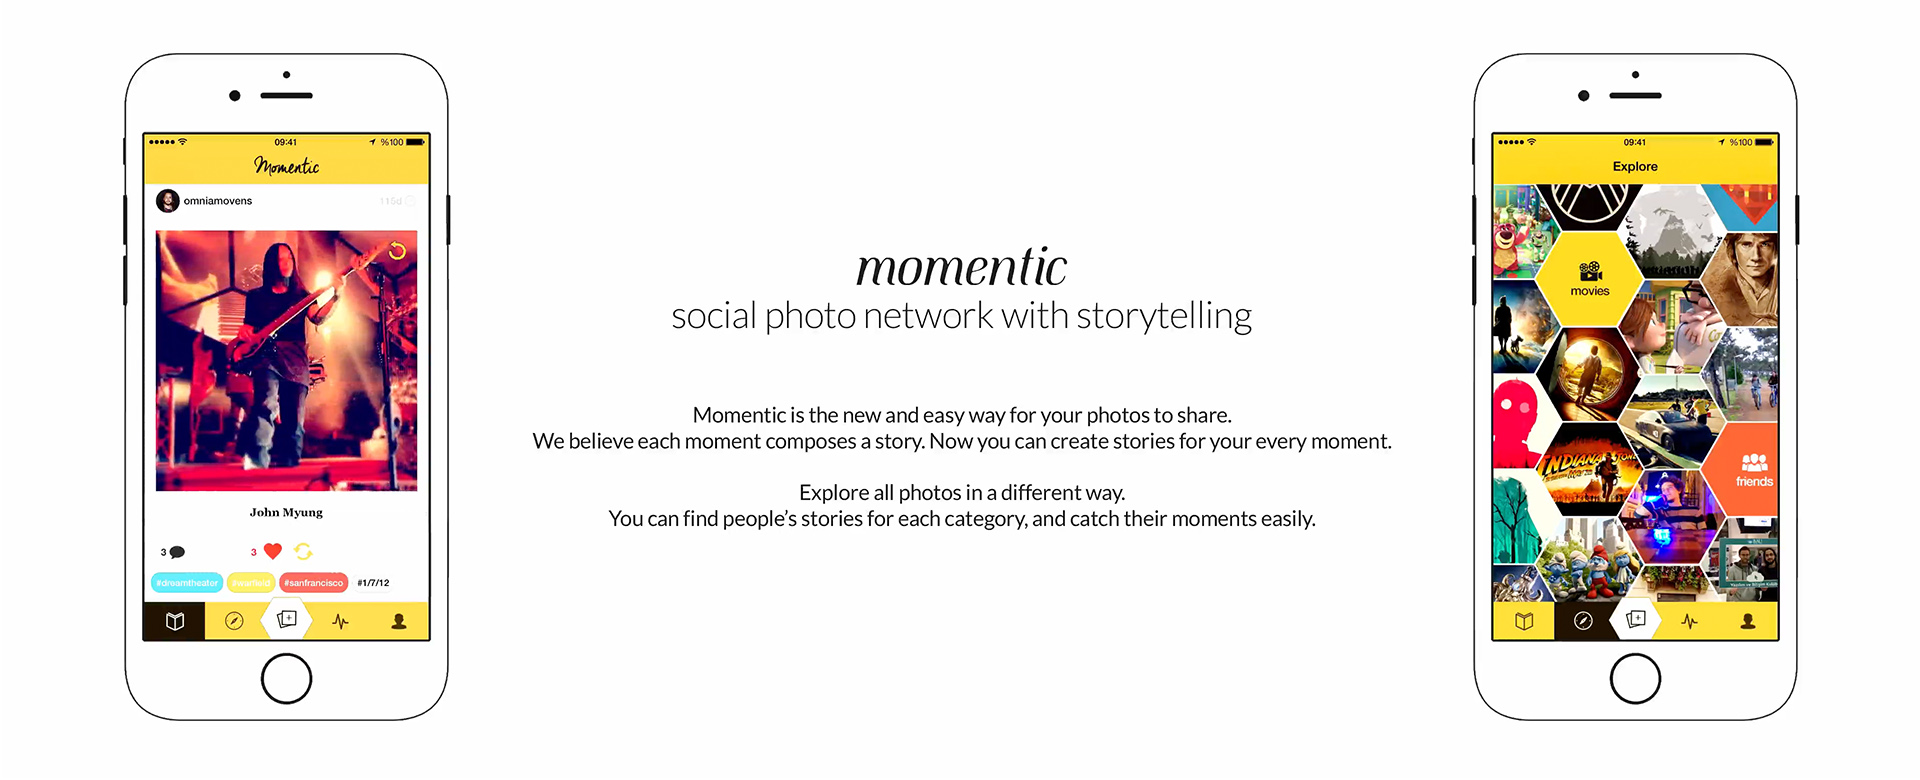 09:41
%100
Momentic
omniamovens
115d
John Myung
3
3
#dreamtheater
#warfield
#sanfrancisco
#1/7/12
momentic
social photo network with storytelling
Momentic is the new and easy way for your photos to share.
We believe each moment composes a story. Now you can create stories for your every moment.
Explore all photos in a different way.
You can find people's stories for each category, and catch their moments easily.
09:41
%100
Explore
movies
INDIANA JONES
friends